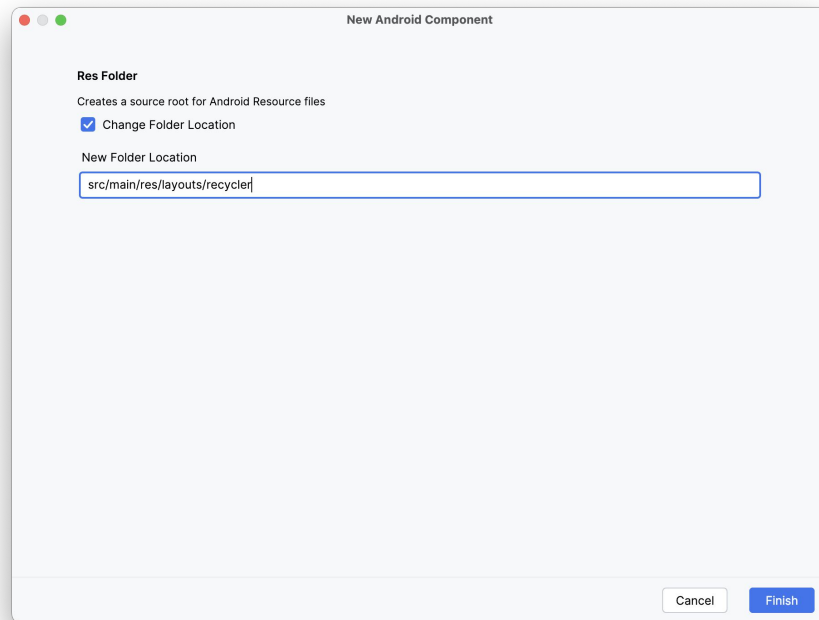 New Android Component
Res Folder
Creates a source root for Android Resource files
Change Folder Location
New Folder Location
src/main/res/layouts/recycler
Cancel
Finish